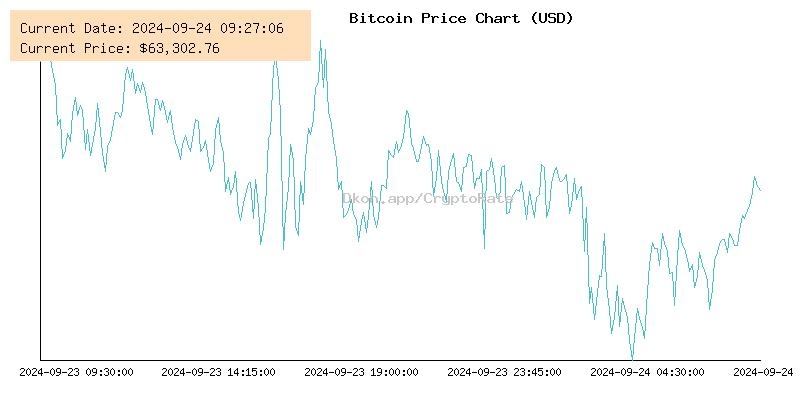 Bitcoin Price Chart (USD)
Current Date: 2024-09-24 09:27:06
Current Price: $63,302.76
Dkon.app/CryptoRate
2024-09-23 09:30:00
2024-09-23 14:15:00
2024-09-23 19:00:00
2024-09-23 23:45:00
2024-09-24 04:30:00
2024-09-24